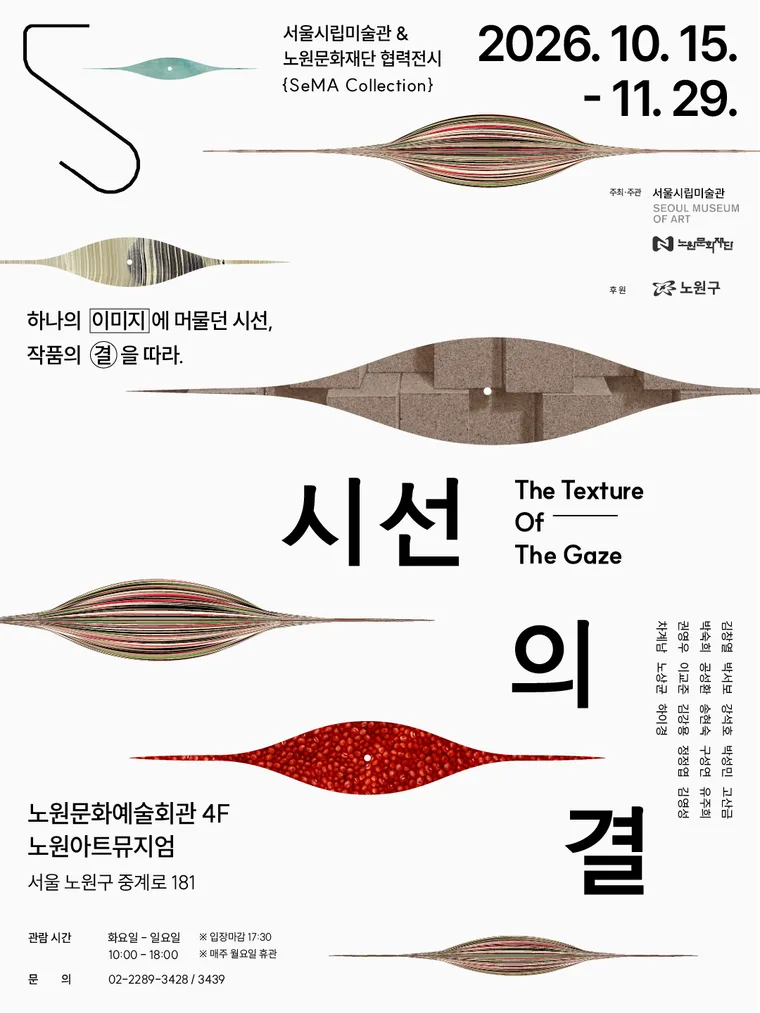 서울시립미술관 &
노원문화재단 협력전시
{SeMA Collection}
2026. 10. 15.
- 11. 29.
주최·주관 서울시립미술관
SEOUL MUSEUM
OF ART
노원문화재단
후원 노원구
하나의 이미지에 머물던 시선,
작품의 결을 따라.
시선
의
결
The Texture
Of
The Gaze
김창열 박서보 강석호 박성민 고산금
박숙희 공성환 송현숙 구성연 유주희
권영우 이교준 김강용 정정엽 김영성
차계남 노상균 하이경
노원문화예술회관 4F
노원아트뮤지엄
서울 노원구 중계로 181
관람 시간 화요일 - 일요일 ※ 입장마감 17:30
10:00 - 18:00 ※ 매주 월요일 휴관
문 의 02-2289-3428 / 3439